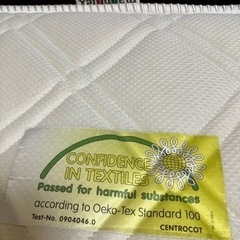 CONFIDENCE
IN TEXTILES
Passed for harmful substances
according to Oeko-Tex Standard 100
Test-No. 0904046.0
CENTROCOT